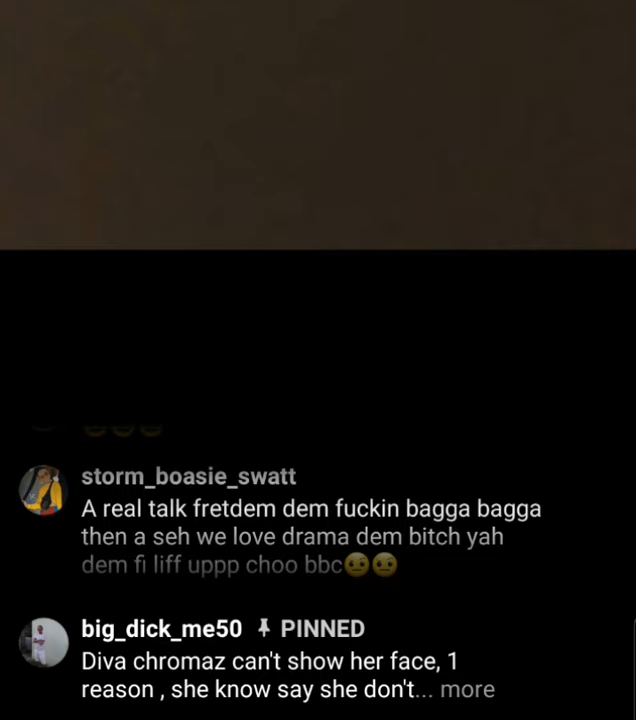 storm_boasie_swatt
A real talk fretdem dem fuckin bagga bagga
then a seh we love drama dem bitch yah
dem fi liff uppp choo bbc😐😐
big_dick_me50 📌 PINNED
Diva chromaz can't show her face, 1
reason , she know say she don't... more